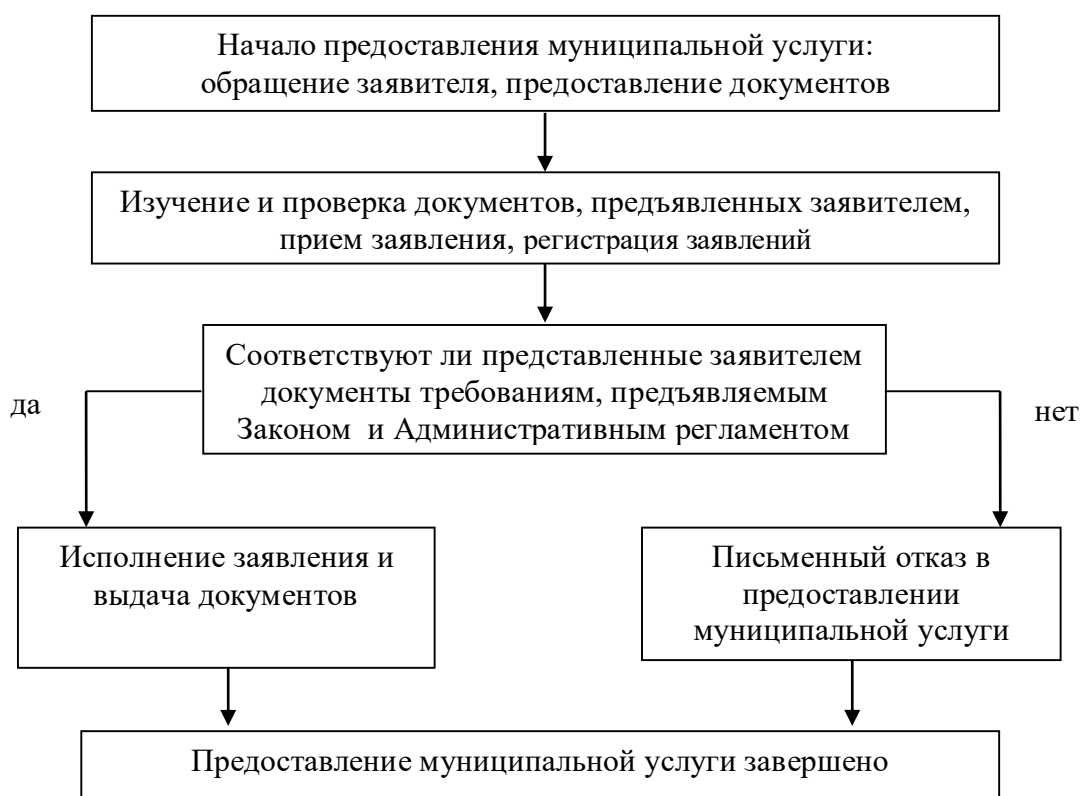 Начало предоставления муниципальной услуги:
обращение заявителя, предоставление документов
Изучение и проверка документов, предъявленных заявителем,
прием заявления, регистрация заявлений
Соответствуют ли представленные заявителем
документы требованиям, предъявляемым
Законом и Административным регламентом
да
нет
Исполнение заявления и
выдача документов
Письменный отказ в
предоставлении
муниципальной услуги
Предоставление муниципальной услуги завершено